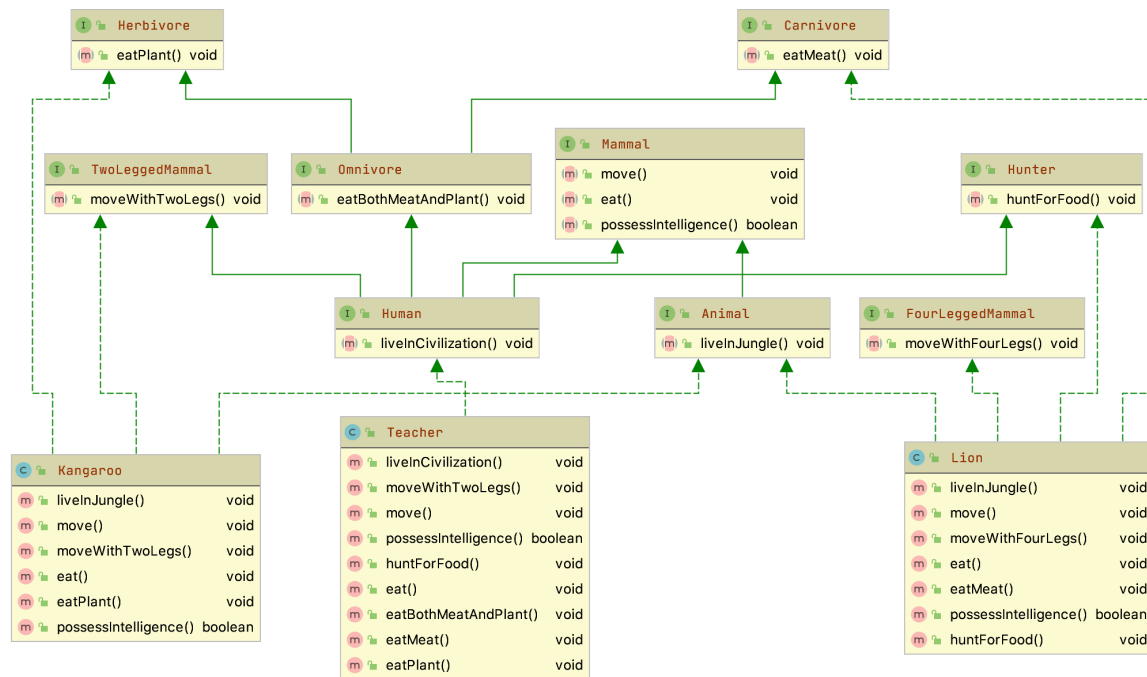 I Herbivore
m eatPlant() void
I Carnivore
m eatMeat() void
I TwoLeggedMammal
m moveWithTwoLegs() void
I Omnivore
m eatBothMeatAndPlant() void
I Mammal
m move() void
m eat() void
m possessIntelligence() boolean
I Hunter
m huntForFood() void
I Human
m liveInCivilization() void
I Animal
m liveInJungle() void
I FourLeggedMammal
m moveWithFourLegs() void
C Kangaroo
m liveInJungle() void
m move() void
m moveWithTwoLegs() void
m eat() void
m eatPlant() void
m possessIntelligence() boolean
C Teacher
m liveInCivilization() void
m moveWithTwoLegs() void
m move() void
m possessIntelligence() boolean
m huntForFood() void
m eat() void
m eatBothMeatAndPlant() void
m eatMeat() void
m eatPlant() void
C Lion
m liveInJungle() void
m move() void
m moveWithFourLegs() void
m eat() void
m eatMeat() void
m possessIntelligence() boolean
m huntForFood() void